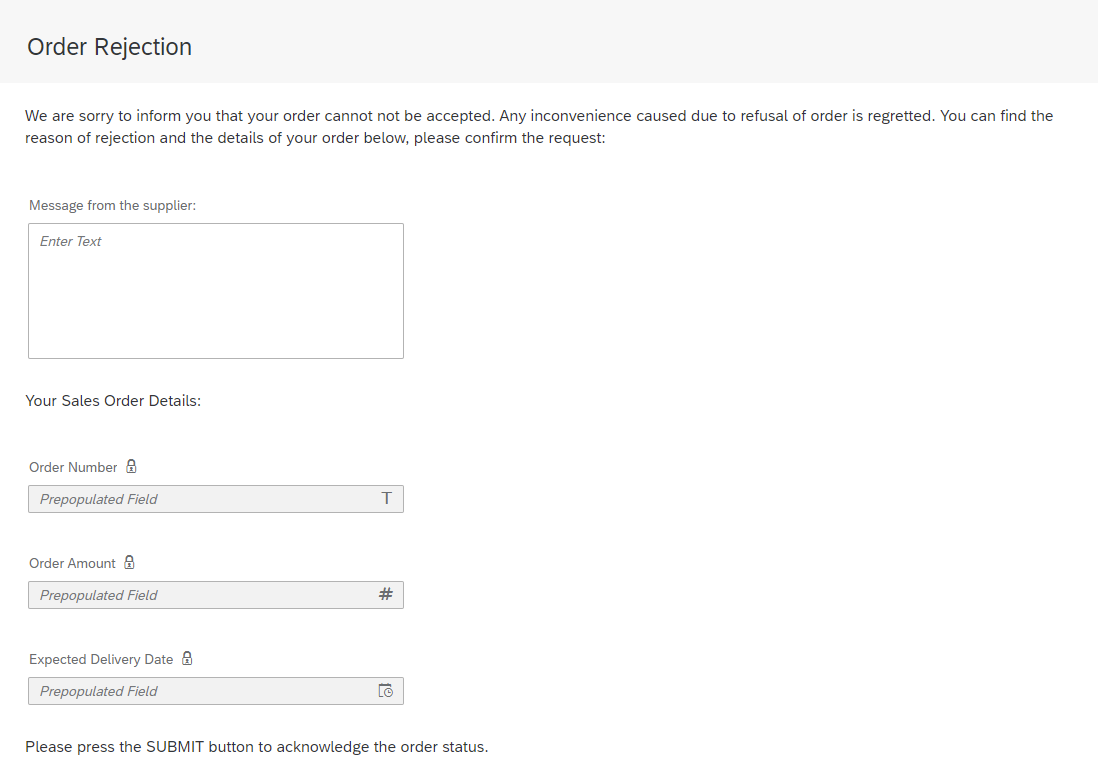 Order Rejection
We are sorry to inform you that your order cannot not be accepted. Any inconvenience caused due to refusal of order is regretted. You can find the
reason of rejection and the details of your order below, please confirm the request:
Message from the supplier:
Enter Text
Your Sales Order Details:
Order Number
Prepopulated Field T
Order Amount
Prepopulated Field #
Expected Delivery Date
Prepopulated Field
Please press the SUBMIT button to acknowledge the order status.